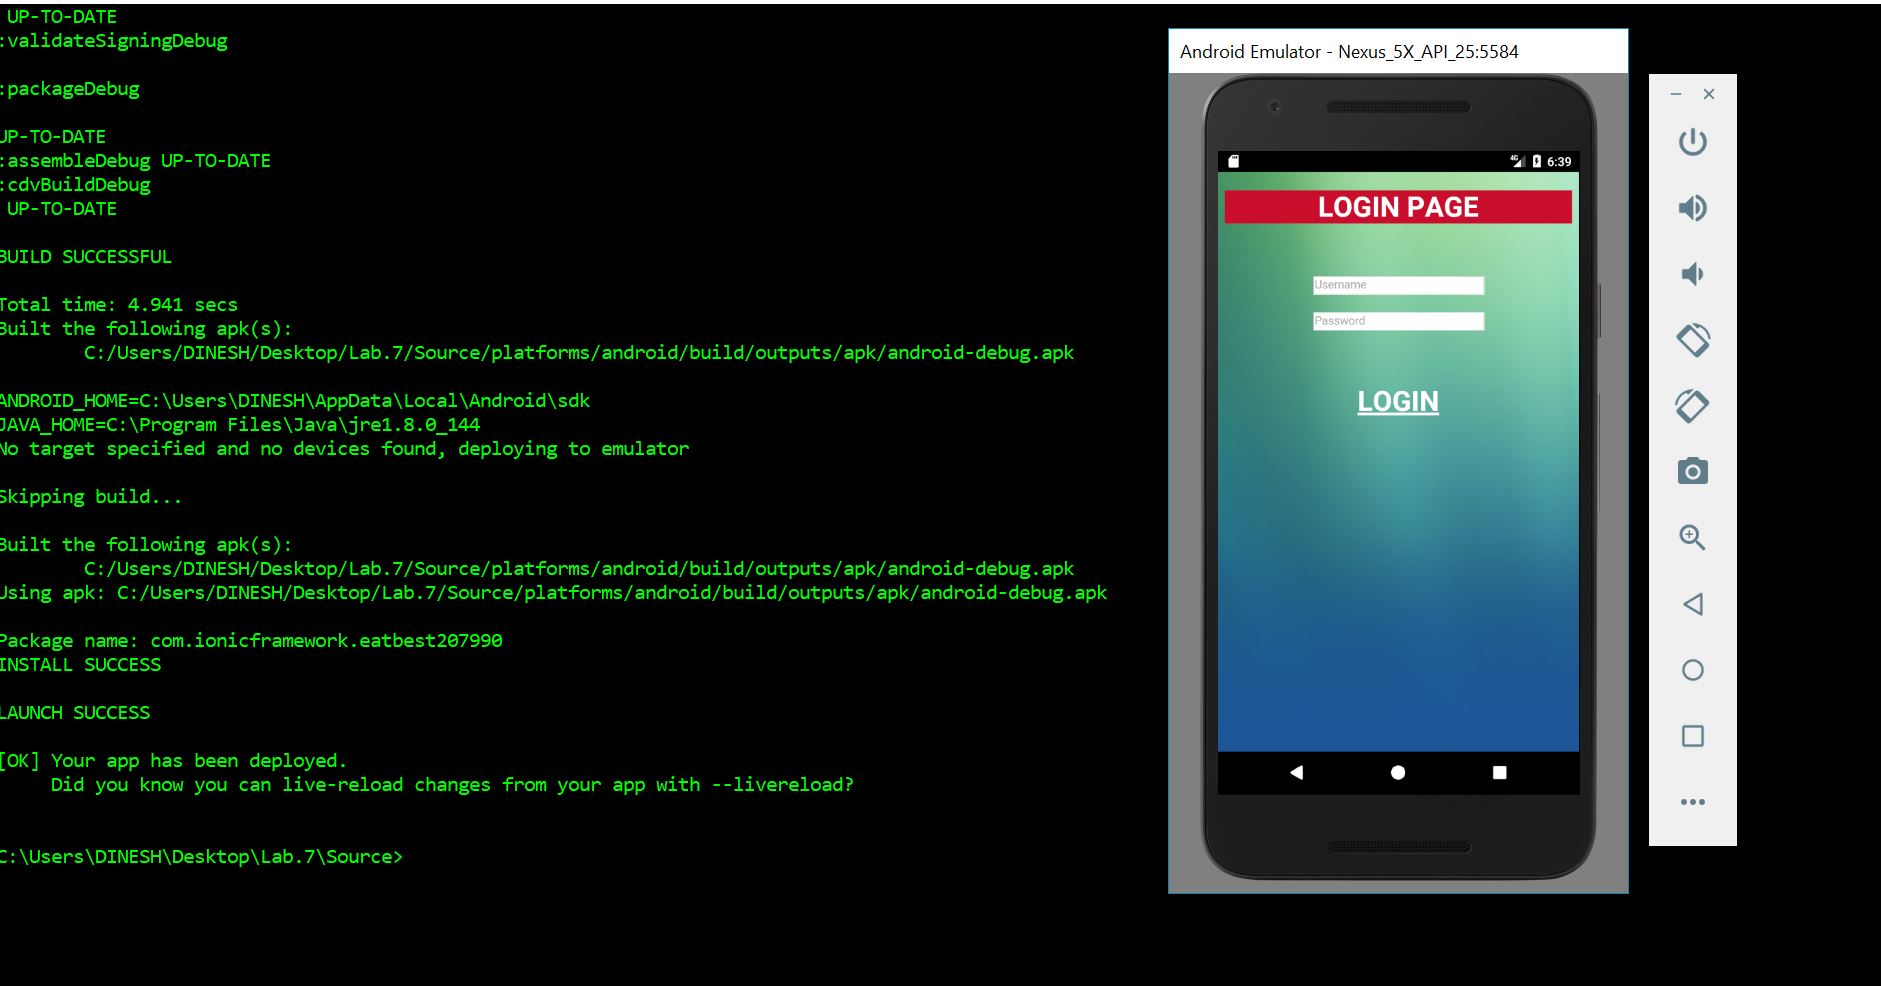 UP-TO-DATE
:validateSigningDebug
:packageDebug
UP-TO-DATE
:assembleDebug UP-TO-DATE
:cdvBuildDebug
UP-TO-DATE
BUILD SUCCESSFUL
Total time: 4.941 secs
Built the following apk(s):
C:/Users/DINESH/Desktop/Lab.7/Source/platforms/android/build/outputs/apk/android-debug.apk
ANDROID_HOME=C:\Users\DINESH\AppData\Local\Android\sdk
JAVA_HOME=C:\Program Files\Java\jre1.8.0_144
No target specified and no devices found, deploying to emulator
Skipping build...
Built the following apk(s):
C:/Users/DINESH/Desktop/Lab.7/Source/platforms/android/build/outputs/apk/android-debug.apk
Using apk: C:/Users/DINESH/Desktop/Lab.7/Source/platforms/android/build/outputs/apk/android-debug.apk
Package name: com.ionicframework.eatbest207990
INSTALL SUCCESS
LAUNCH SUCCESS
[OK] Your app has been deployed.
Did you know you can live-reload changes from your app with --livereload?
C:\Users\DINESH\Desktop\Lab.7\Source>
Android Emulator - Nexus_5X_API_25:5584
4G 6:39
LOGIN PAGE
Username
Password
LOGIN